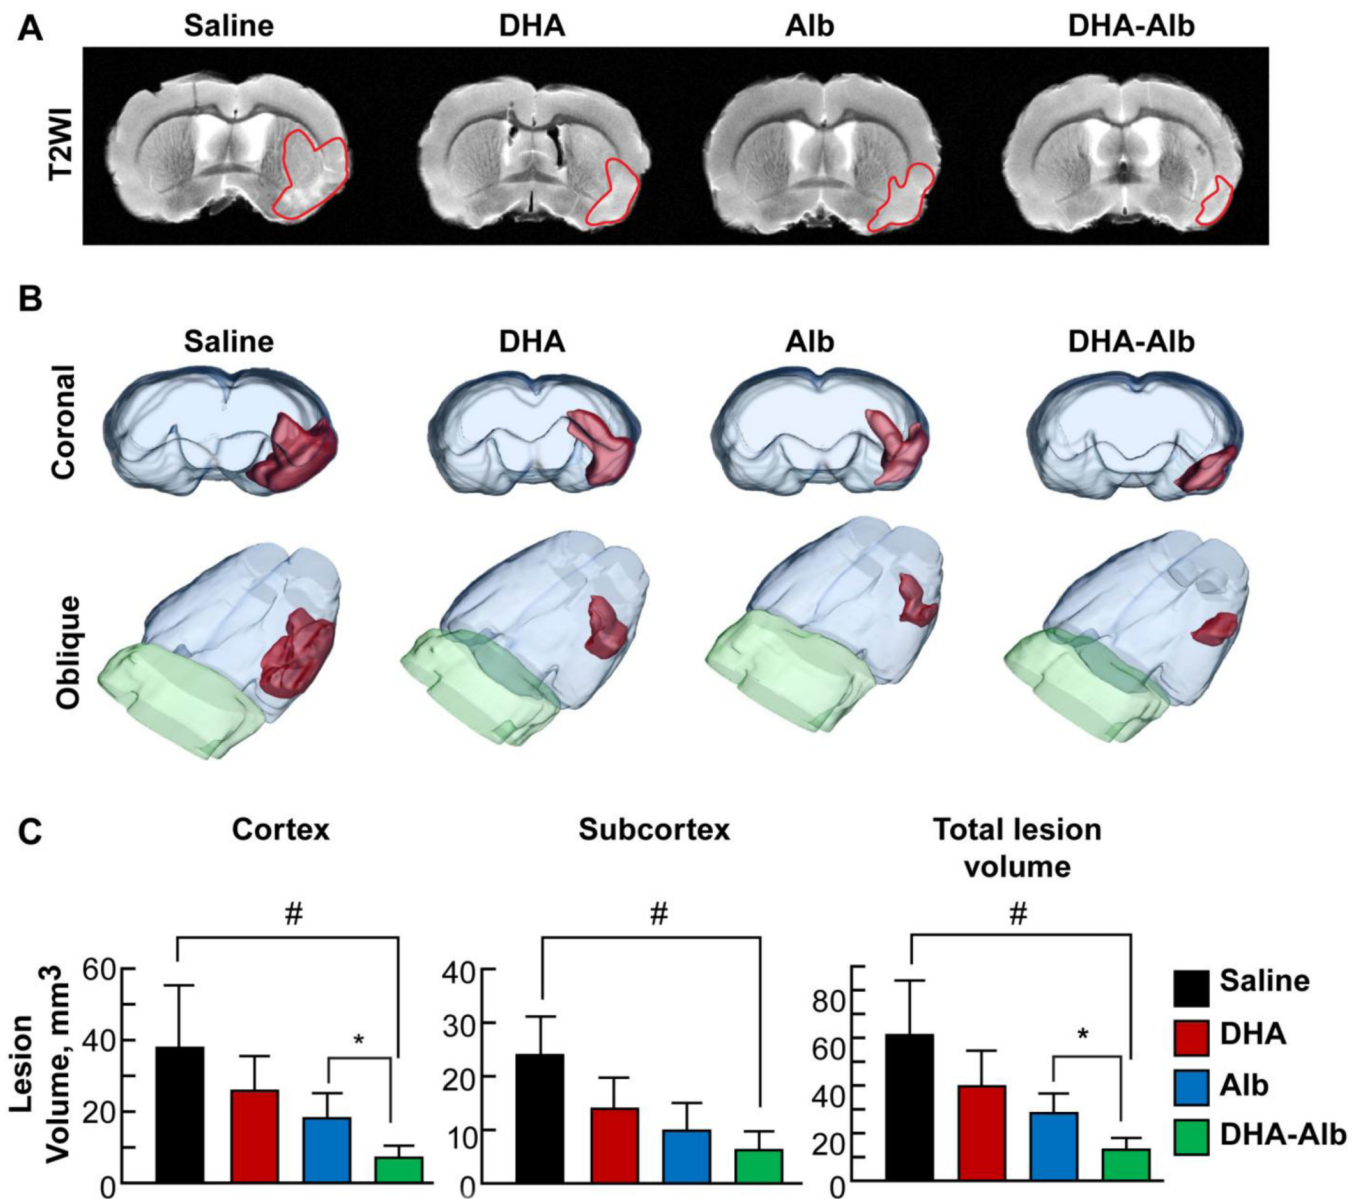 A
Saline
DHA
Alb
DHA-Alb
T2WI
B
Saline
DHA
Alb
DHA-Alb
Coronal
Oblique
C
Cortex
Subcortex
Total lesion
volume
#
#
#
Lesion
Volume, mm3
60
40
20
0
*
40
30
20
10
0
80
60
40
20
0
*
Saline
DHA
Alb
DHA-Alb